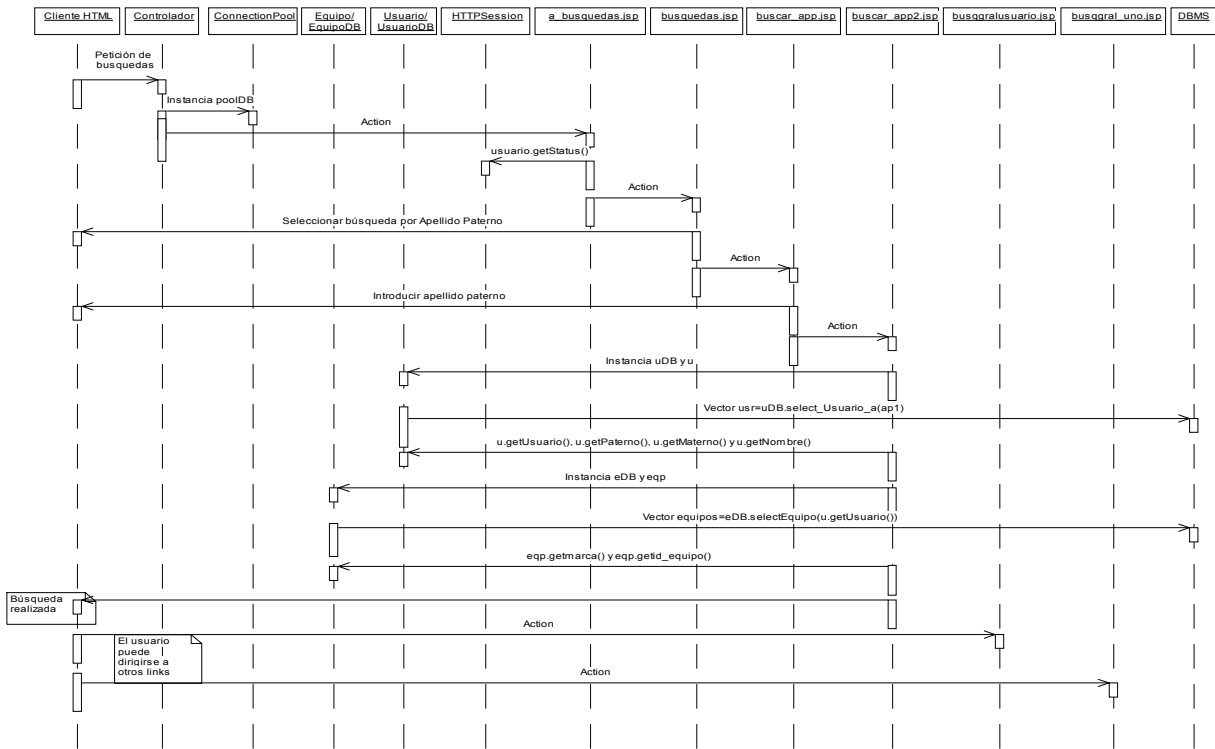 Cliente HTML
Controlador
ConnectionPool
Equipo/
EquipoDB
Usuario/
UsuarioDB
HTTPSession
a_busquedas.jsp
busquedas.jsp
buscar_app.jsp
buscar_app2.jsp
busqgralusuario.jsp
busqgral_uno.jsp
DBMS
Petición de
busquedas
Instancia poolDB
Action
usuario.getStatus()
Action
Seleccionar búsqueda por Apellido Paterno
Action
Introducir apellido paterno
Action
Instancia uDB y u
Vector usr=uDB.select_Usuario_a(ap1)
u.getUsuario(), u.getPaterno(), u.getMaterno() y u.getNombre()
Instancia eDB y eqp
Vector equipos=eDB.selectEquipo(u.getUsuario())
eqp.getmarca() y eqp.getid_equipo()
Búsqueda
realizada
Action
El usuario
puede
dirigirse a
otros links
Action